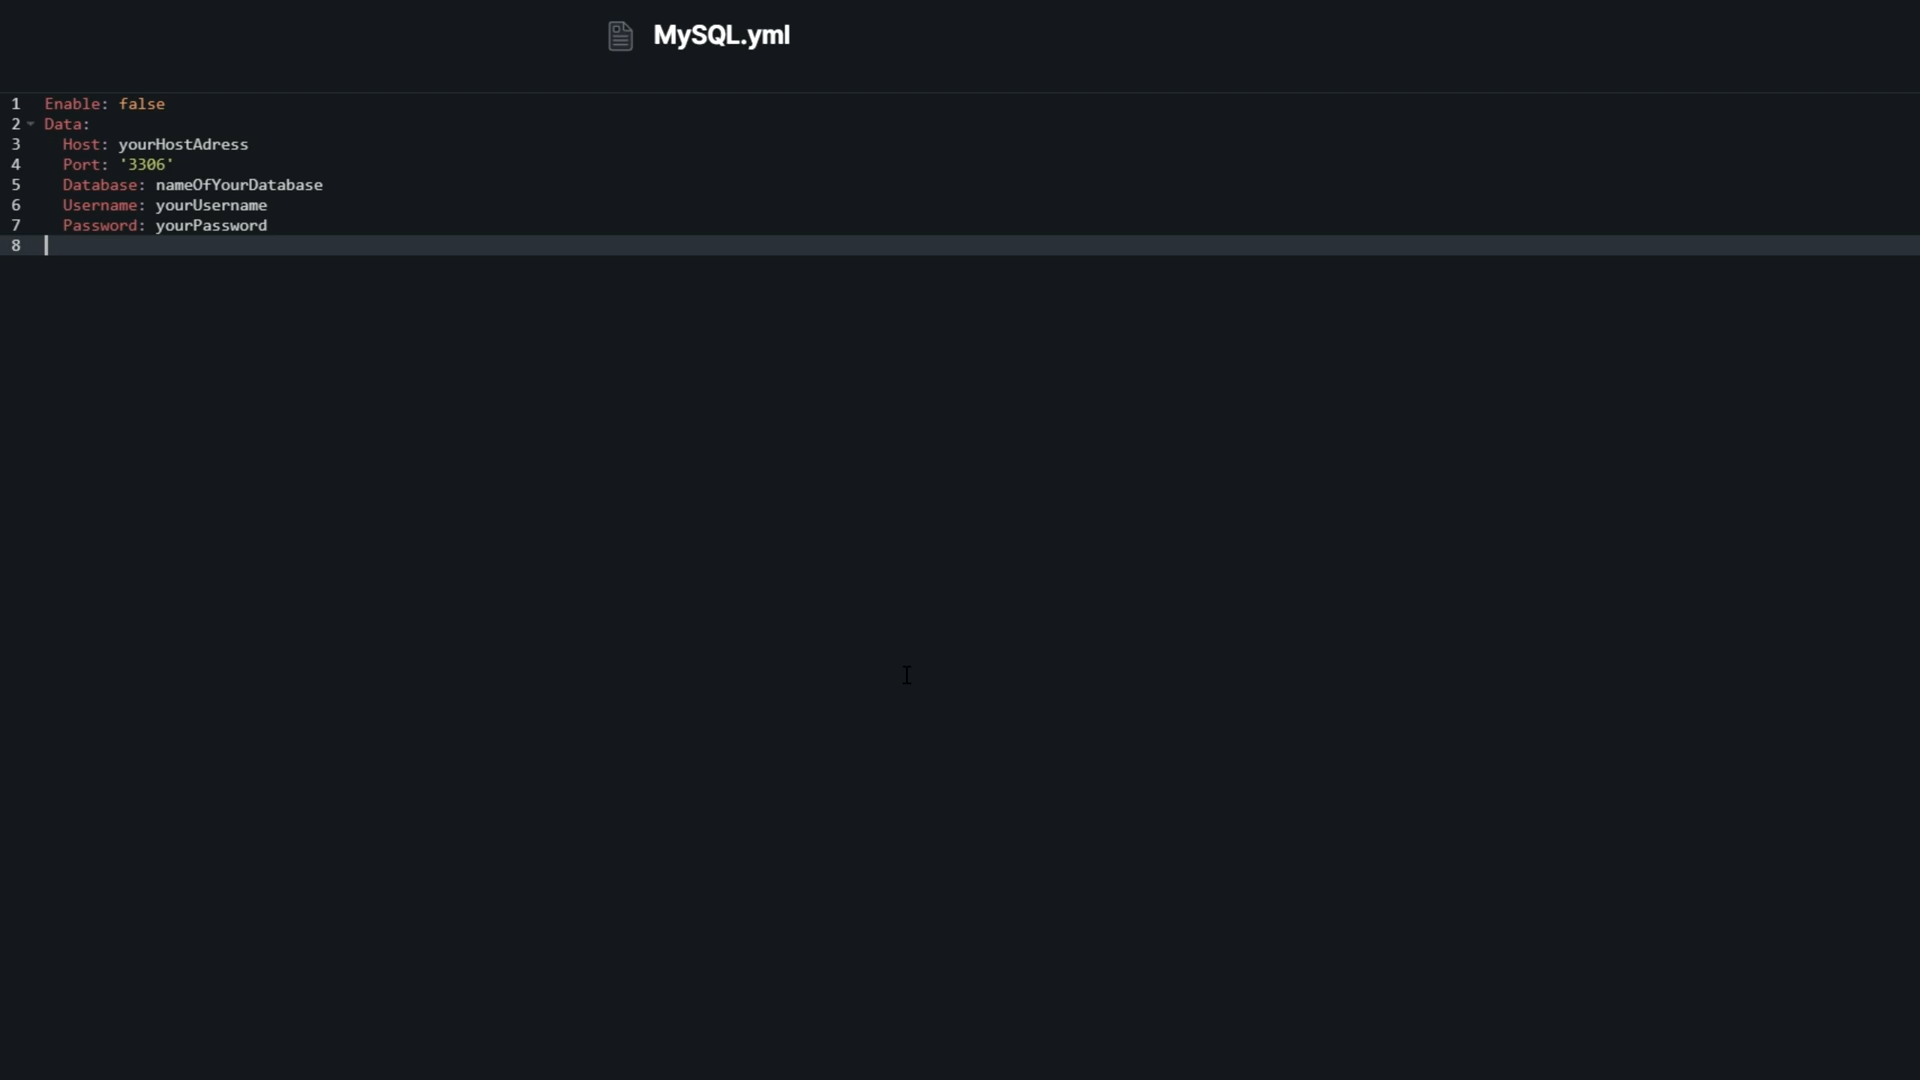 MySQL.yml
1 Enable: false
2 Data:
3 Host: yourHostAdress
4 Port: '3306'
5 Database: nameOfYourDatabase
6 Username: yourUsername
7 Password: yourPassword
8